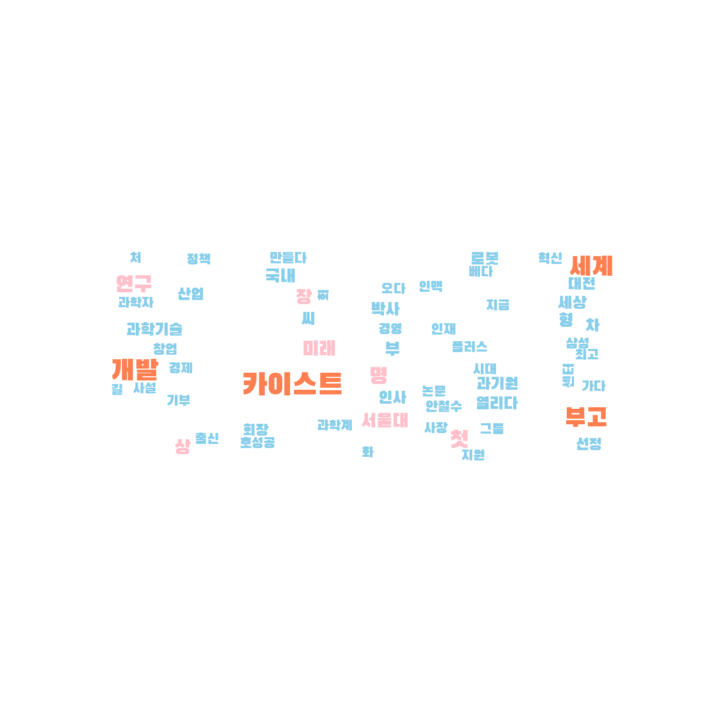 처 정책 만들다 로봇 혁신 세계
국내 베다
연구 산업 장 오다 인맥 대전
과학자 박사 지금 세상
과학기술 씨 경영 인재 형 차
창업 미래 부 플러스 삼성
최고
개발 경제 카이스트 명 시대
길 사설 과기원 가다
기부 인사 논문 열리다
안철수
서울대 부고
회장 과학계 사장 그들
상 출신 호성공 첫 선정
화 지원